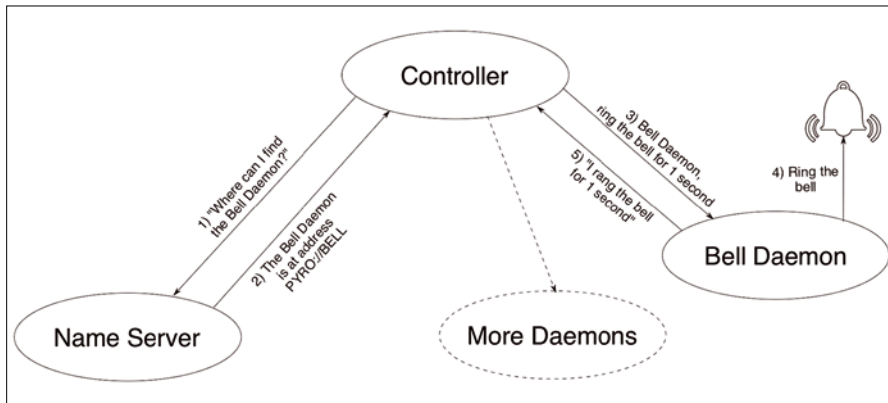 Controller
1) "Where can I find
the Bell Daemon?"
2) The Bell Daemon
is at address
PYRO://BELL
3) Bell Daemon,
ring the bell for 1 second
5) "I rang the bell
for 1 second"
4) Ring the
bell
Bell Daemon
Name Server
More Daemons